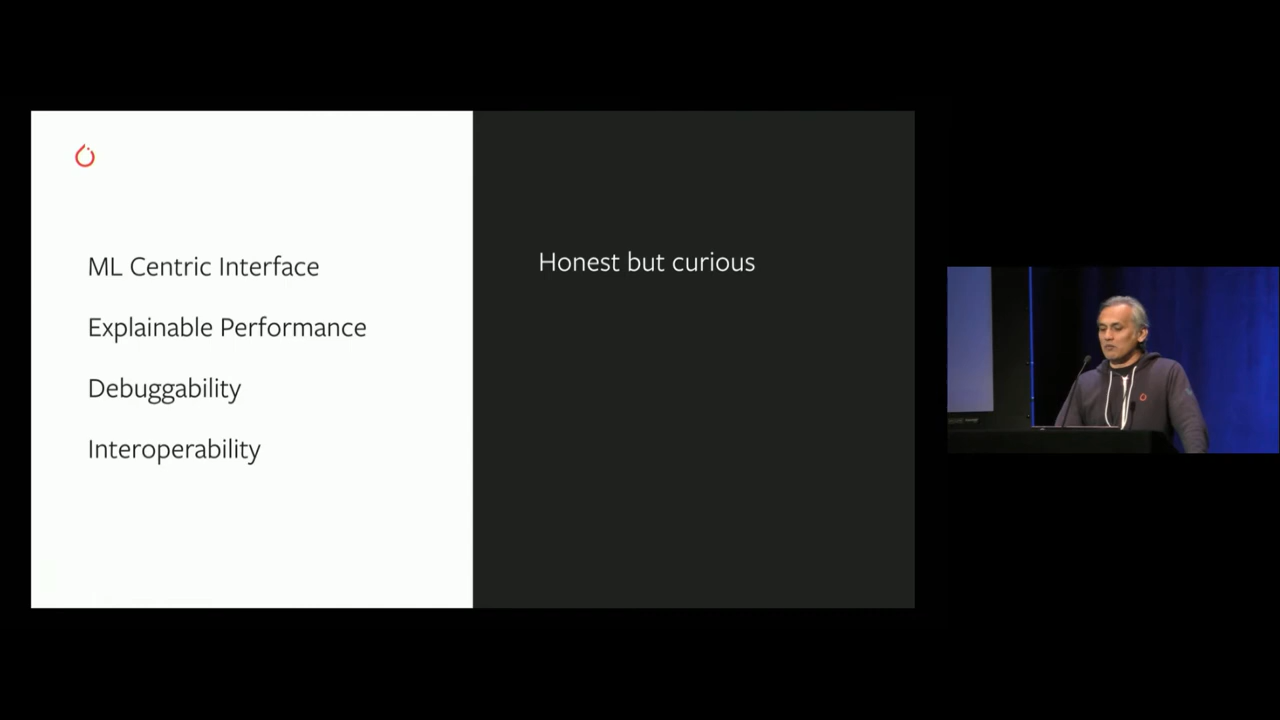 ML Centric Interface
Explainable Performance
Debuggability
Interoperability
Honest but curious